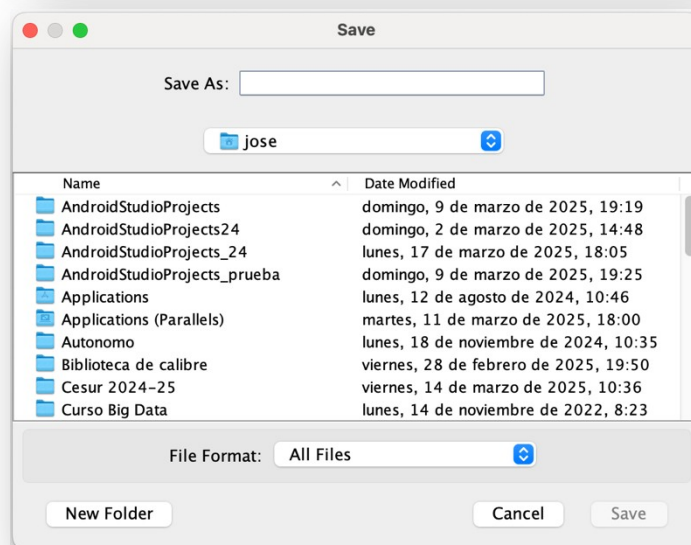 Save
Save As:
jose
Name Date Modified
AndroidStudioProjects domingo, 9 de marzo de 2025, 19:19
AndroidStudioProjects24 domingo, 2 de marzo de 2025, 14:48
AndroidStudioProjects_24 lunes, 17 de marzo de 2025, 18:05
AndroidStudioProjects_prueba domingo, 9 de marzo de 2025, 19:25
Applications lunes, 12 de agosto de 2024, 10:46
Applications (Parallels) martes, 11 de marzo de 2025, 18:00
Autonomo lunes, 18 de noviembre de 2024, 10:35
Biblioteca de calibre viernes, 28 de febrero de 2025, 19:50
Cesur 2024-25 viernes, 14 de marzo de 2025, 10:36
Curso Big Data lunes, 14 de noviembre de 2022, 8:23
File Format: All Files
New Folder Cancel Save